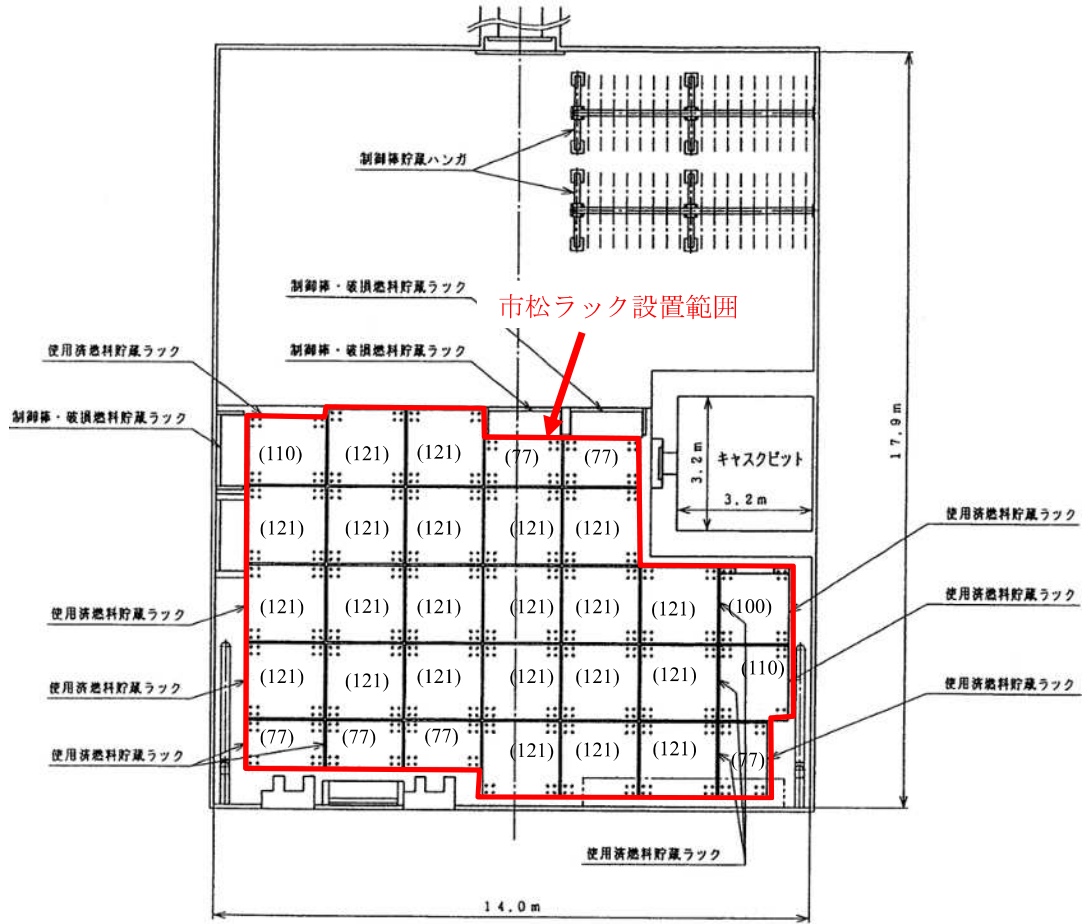 制御棒貯蔵ハンガ
制御棒・破損燃料貯蔵ラック
市松ラック設置範囲
制御棒・破損燃料貯蔵ラック
使用済燃料貯蔵ラック
制御棒・破損燃料貯蔵ラック
17.9m
キャスクピット
3.2m
3.2m
(110) (121) (121) (77) (77)
(121) (121) (121) (121) (121)
使用済燃料貯蔵ラック
(121) (121) (121) (121) (121) (121) (100)
使用済燃料貯蔵ラック
使用済燃料貯蔵ラック
(121) (121) (121) (121) (121) (121) (110)
使用済燃料貯蔵ラック
使用済燃料貯蔵ラック
(77) (77) (77) (121) (121) (121) (77)
使用済燃料貯蔵ラック
使用済燃料貯蔵ラック
14.0m